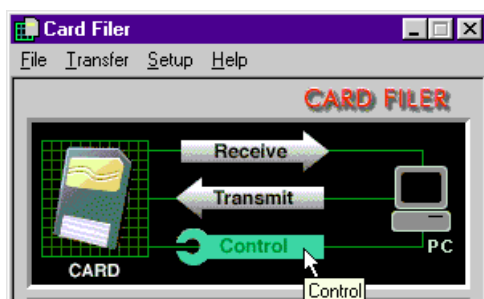 Card Filer
File Transfer Setup Help
CARD FILER
Receive
Transmit
Control
PC
CARD
Control